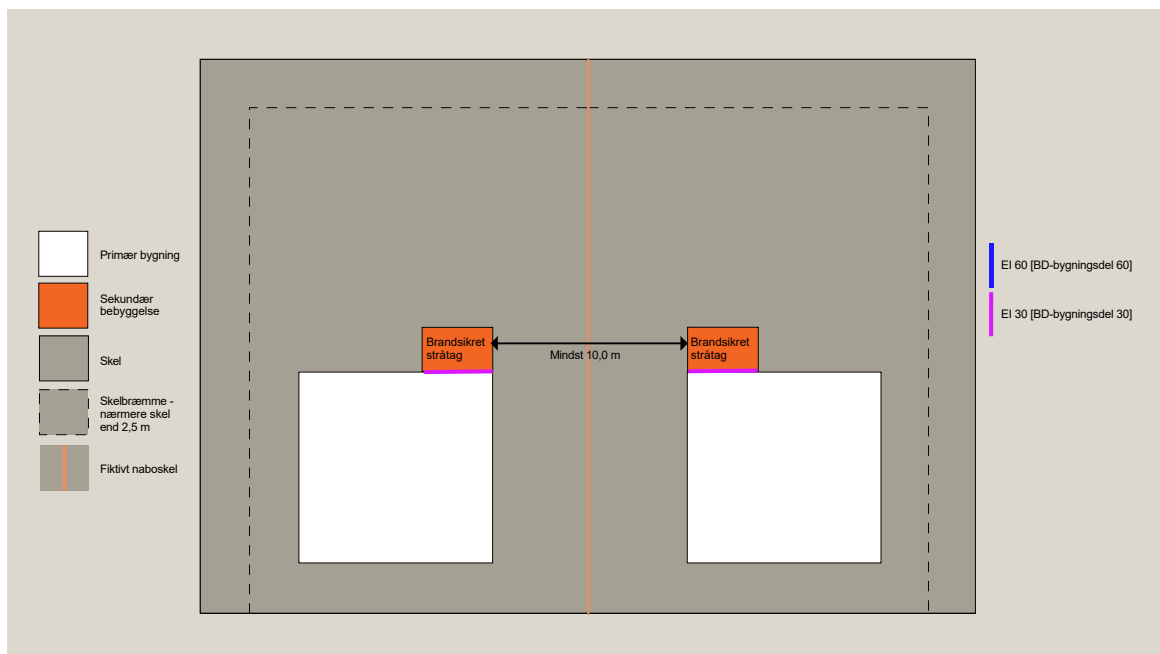 Primær bygning
Sekundær
bebyggelse
Skel
Skelbræmme -
nærmere skel
end 2,5 m
Fiktivt naboskel
Brandsikret
stråtag
Mindst 10,0 m
Brandsikret
stråtag
EI 60 [BD-bygningsdel 60]
EI 30 [BD-bygningsdel 30]